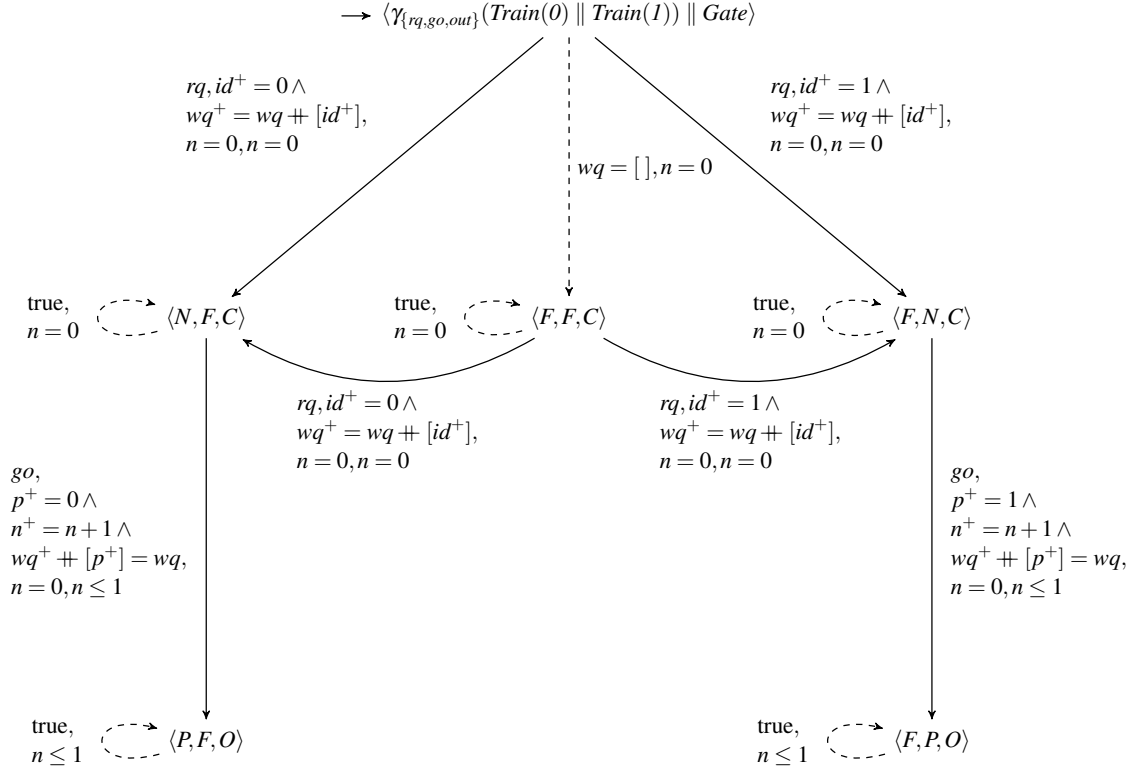 ⟨γ{rq,go,out}(Train(0) ∥ Train(1)) ∥ Gate⟩
rq, id⁺ = 0 ∧
wq⁺ = wq ⧺ [id⁺],
n = 0, n = 0
rq, id⁺ = 1 ∧
wq⁺ = wq ⧺ [id⁺],
n = 0, n = 0
wq = [ ], n = 0
true,
n = 0
⟨N, F, C⟩
true,
n = 0
⟨F, F, C⟩
true,
n = 0
⟨F, N, C⟩
rq, id⁺ = 0 ∧
wq⁺ = wq ⧺ [id⁺],
n = 0, n = 0
rq, id⁺ = 1 ∧
wq⁺ = wq ⧺ [id⁺],
n = 0, n = 0
go,
p⁺ = 0 ∧
n⁺ = n + 1 ∧
wq⁺ ⧺ [p⁺] = wq,
n = 0, n ≤ 1
go,
p⁺ = 1 ∧
n⁺ = n + 1 ∧
wq⁺ ⧺ [p⁺] = wq,
n = 0, n ≤ 1
true,
n ≤ 1
⟨P, F, O⟩
true,
n ≤ 1
⟨F, P, O⟩